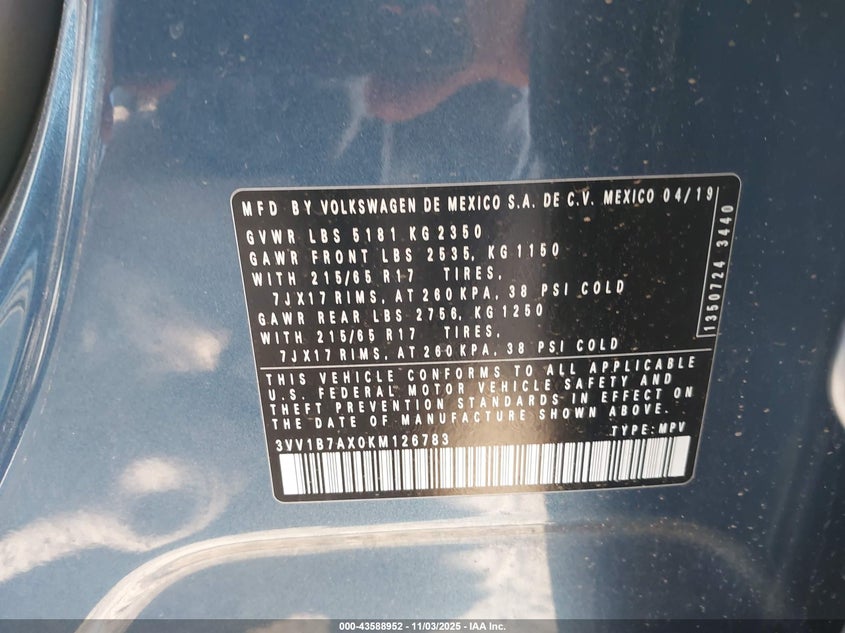 MFD BY VOLKSWAGEN DE MEXICO S.A. DE C.V. MEXICO 04/19
GVWR LBS 5181 KG 2350
GAWR FRONT LBS 2535, KG 1150
WITH 215/65 R17 TIRES,
7JX17 RIMS, AT 260 KPA, 38 PSI COLD
GAWR REAR LBS 2756, KG 1250
WITH 215/65 R17 TIRES,
7JX17 RIMS, AT 260 KPA, 38 PSI COLD
1350724 3440
THIS VEHICLE CONFORMS TO ALL APPLICABLE
U.S. FEDERAL MOTOR VEHICLE SAFETY AND
THEFT PREVENTION STANDARDS IN EFFECT ON
THE DATE OF MANUFACTURE SHOWN ABOVE.
3VV1B7AX0KM126783 TYPE: MPV
000-43588952 - 11/03/2025 - IAA Inc.